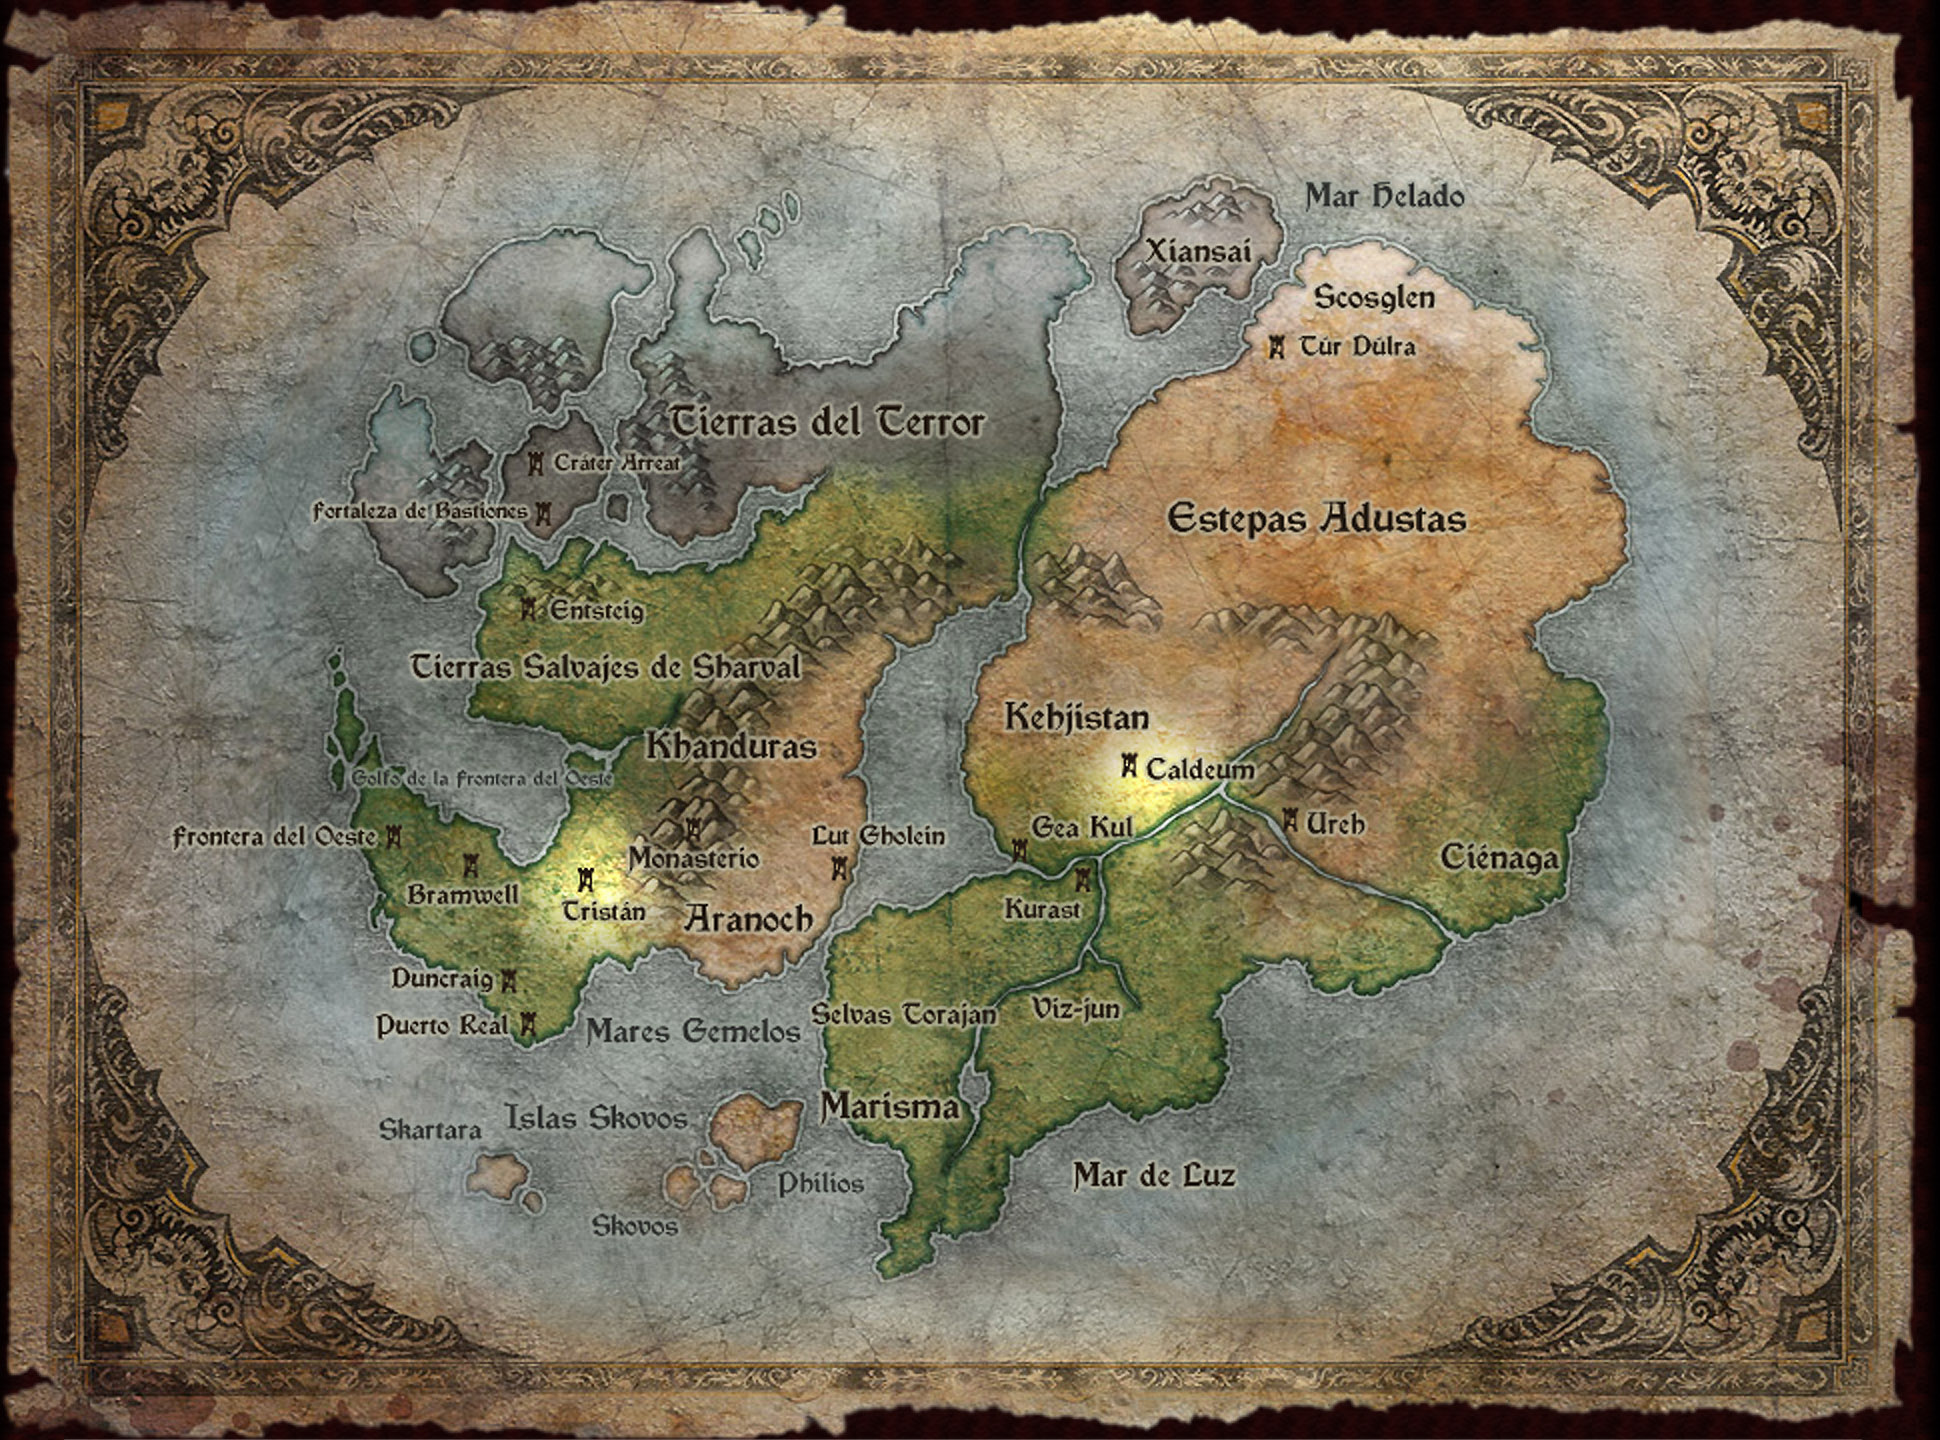 Mar Helado
Xiansai
Scosglen
Túr Dúlra
Tierras del Terror
Cráter Arreat
Fortaleza de Bastiones
Estepas Adustas
Entsteig
Tierras Salvajes de Sharval
Kehjistan
Khanduras
Caldeum
Golfo de la Frontera del Oeste
Frontera del Oeste
Lut Gholein
Gea Kul
Ureh
Monasterio
Ciénaga
Bramwell
Tristán
Aranoch
Kurast
Duncraig
Puerto Real
Mares Gemelos
Selvas Torajan
Viz-jun
Marisma
Skartara
Islas Skovos
Philios
Mar de Luz
Skovos